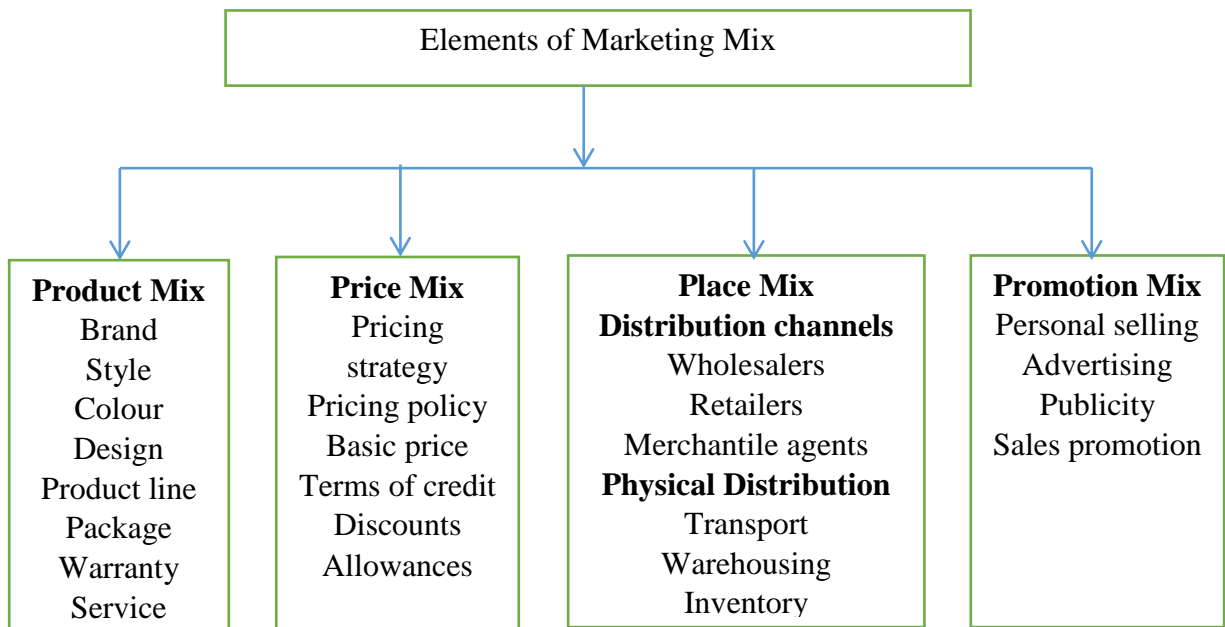 Elements of Marketing Mix
Product Mix
Brand
Style
Colour
Design
Product line
Package
Warranty
Service
Price Mix
Pricing
strategy
Pricing policy
Basic price
Terms of credit
Discounts
Allowances
Place Mix
Distribution channels
Wholesalers
Retailers
Merchantile agents
Physical Distribution
Transport
Warehousing
Inventory
Promotion Mix
Personal selling
Advertising
Publicity
Sales promotion